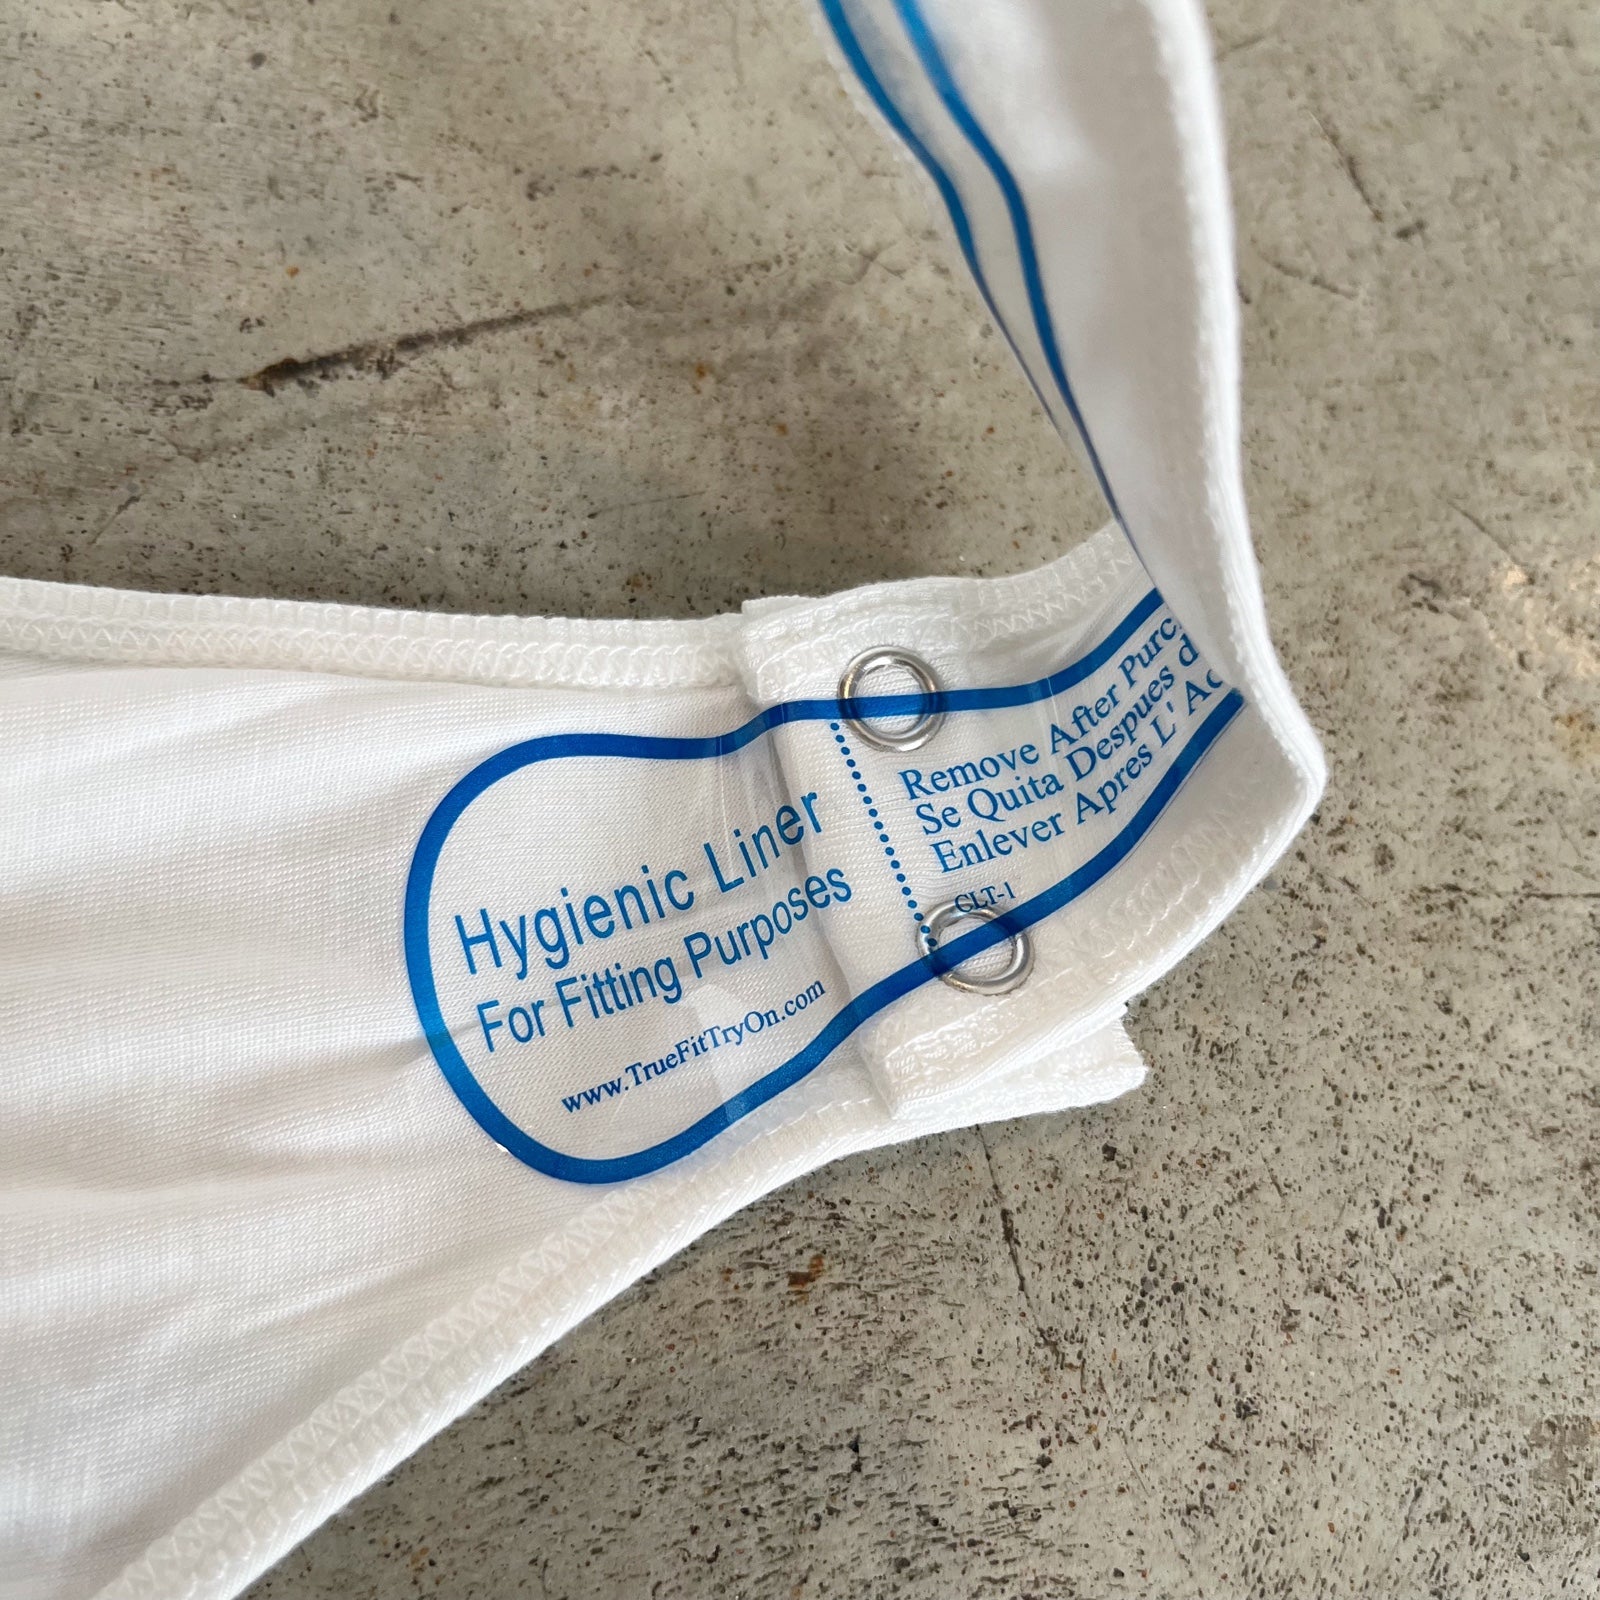 Hygienic Liner
For Fitting Purposes
www.TrueFitTryOn.com
Remove After
Se Quita Despues
Enlever Apres L'
CLT-1